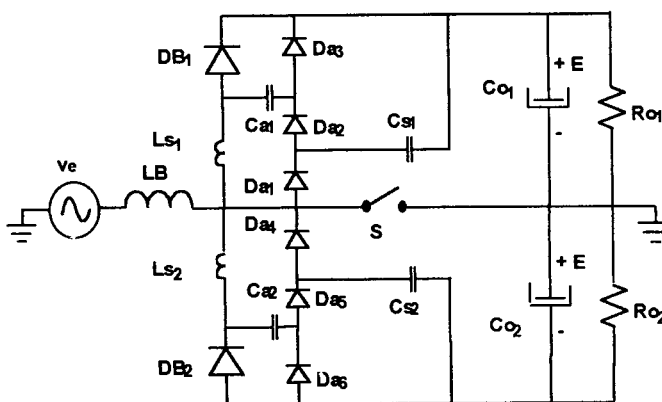 DB1
Da3
+ E
Co1
-
Ro1
Ca1
Da2
Cs1
Ls1
Ve
LB
Da1
Da4
S
Ls2
Ca2
Da5
Cs2
+ E
Co2
-
Ro2
DB2
Da6